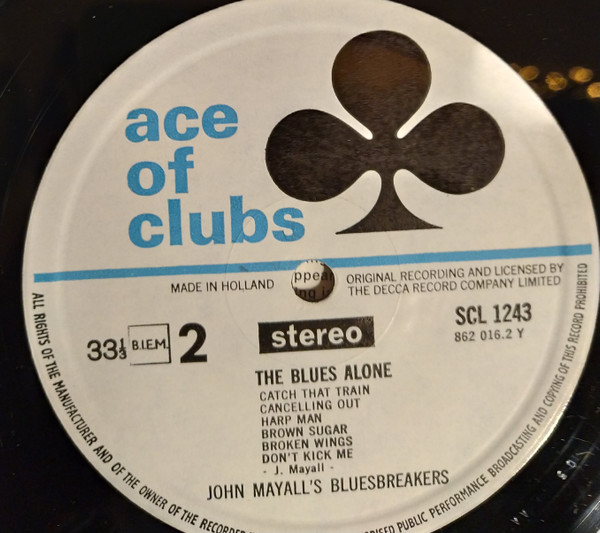 ace
of
clubs
MADE IN HOLLAND
ppea
ng i
ORIGINAL RECORDING AND LICENSED BY
THE DECCA RECORD COMPANY LIMITED
33⅓
B.I.E.M.
2
stereo
SCL 1243
862 016.2 Y
THE BLUES ALONE
CATCH THAT TRAIN
CANCELLING OUT
HARP MAN
BROWN SUGAR
BROKEN WINGS
DON'T KICK ME
- J. Mayall -
JOHN MAYALL'S BLUESBREAKERS
ALL RIGHTS OF THE MANUFACTURER AND OF THE OWNER OF THE RECORDED
PUBLIC PERFORMANCE BROADCASTING AND COPYING OF THIS RECORD PROHIBITED